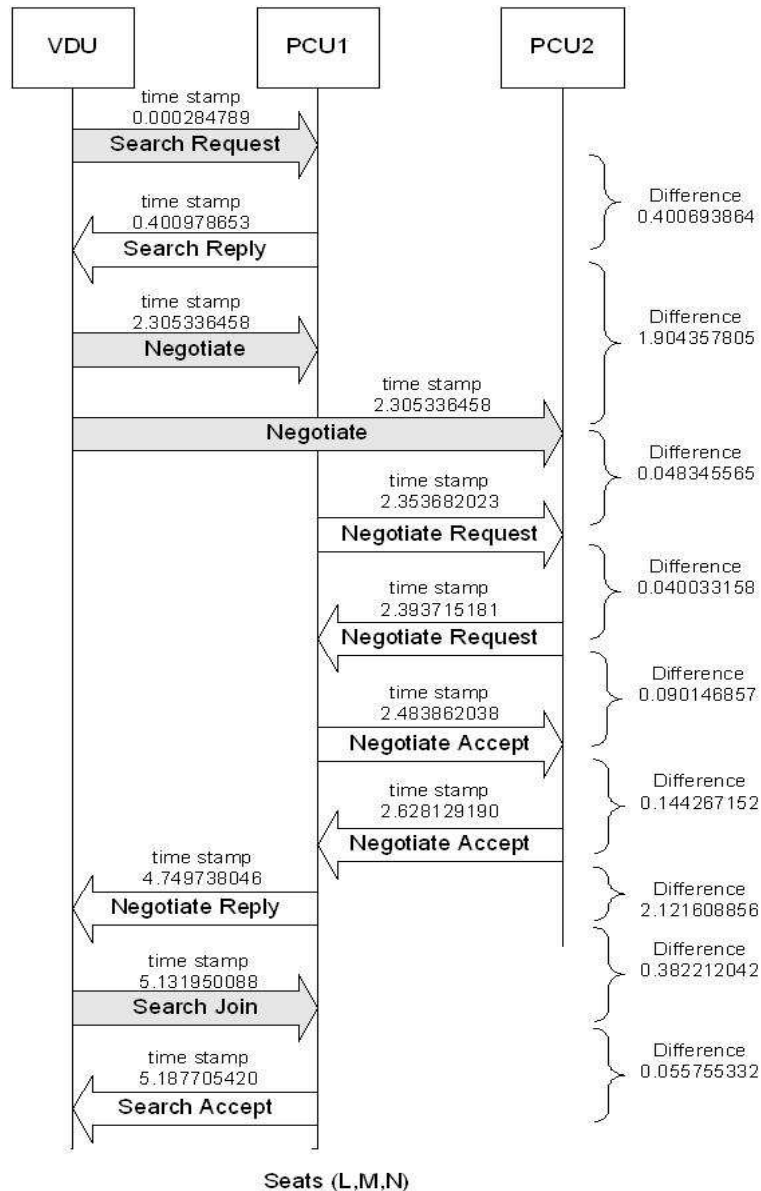 VDU
PCU1
PCU2
time stamp
0.000284789
Search Request
Difference
0.400693864
time stamp
0.400978653
Search Reply
time stamp
2.305336458
Negotiate
Difference
1.904357805
time stamp
2.305336458
Negotiate
Difference
0.048345565
time stamp
2.353682023
Negotiate Request
Difference
0.040033158
time stamp
2.393715181
Negotiate Request
Difference
0.090146857
time stamp
2.483862038
Negotiate Accept
Difference
0.144267152
time stamp
2.628129190
Negotiate Accept
time stamp
4.749738046
Negotiate Reply
Difference
2.121608856
Difference
0.382212042
time stamp
5.131950088
Search Join
Difference
0.055755332
time stamp
5.187705420
Search Accept
Seats (L,M,N)